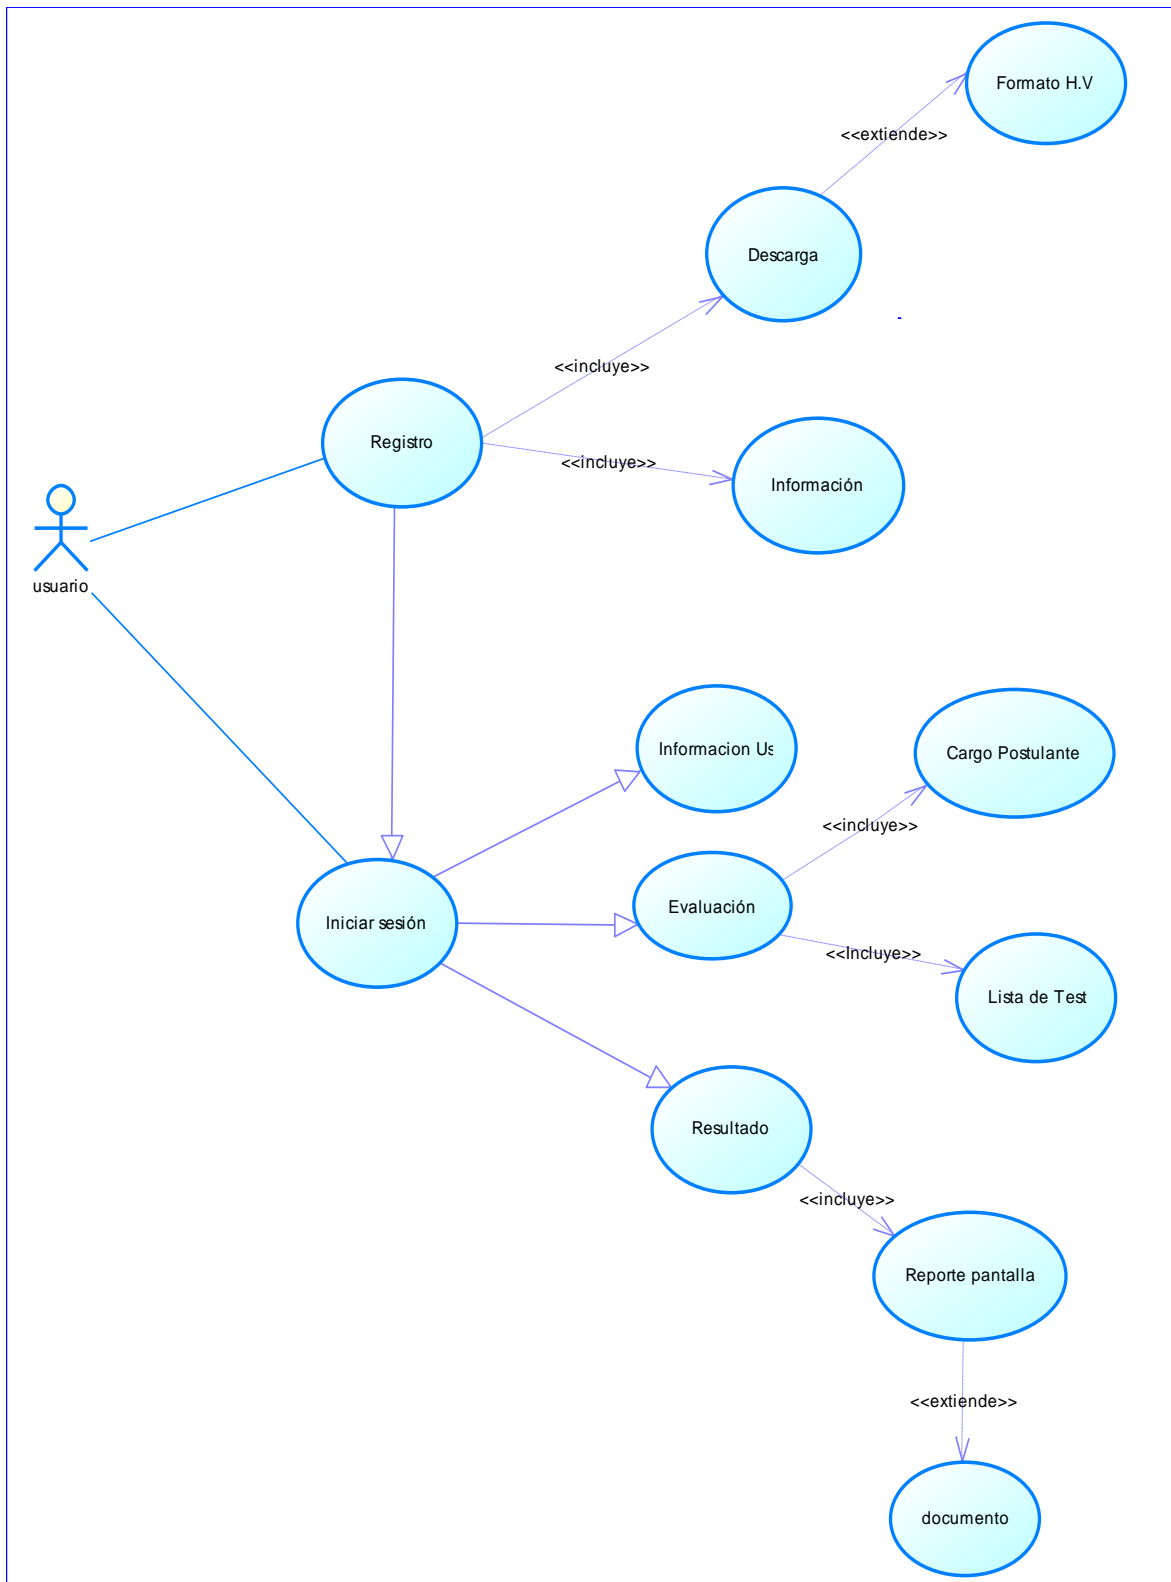 Formato H.V
<<extiende>>
Descarga
<<incluye>>
Registro
<<incluye>>
Información
usuario
Informacion Us
Cargo Postulante
<<incluye>>
Evaluación
Iniciar sesión
<<Incluye>>
Lista de Test
Resultado
<<incluye>>
Reporte pantalla
<<extiende>>
documento